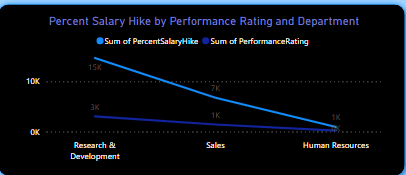 Percent Salary Hike by Performance Rating and Department
Sum of PercentSalaryHike Sum of PerformanceRating
10K
0K
15K
7K
1K
3K
1K
Research &
Development
Sales
Human Resources